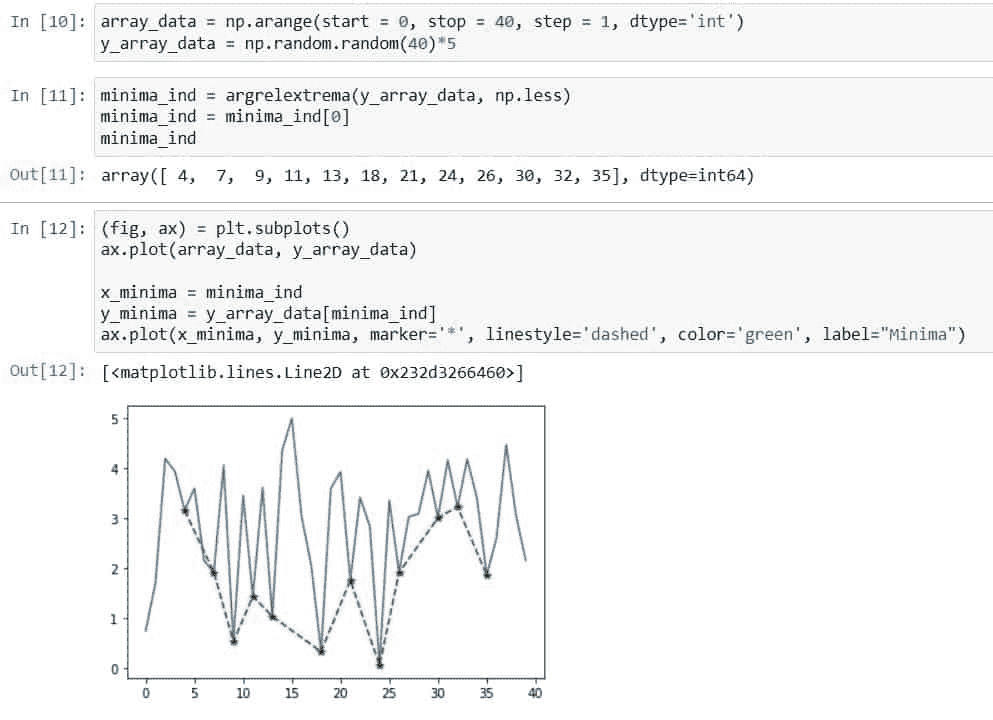 In [10]: array_data = np.arange(start = 0, stop = 40, step = 1, dtype='int')
y_array_data = np.random.random(40)*5
In [11]: minima_ind = argrelextrema(y_array_data, np.less)
minima_ind = minima_ind[0]
minima_ind
Out[11]: array([ 4,  7,  9, 11, 13, 18, 21, 24, 26, 30, 32, 35], dtype=int64)
In [12]: (fig, ax) = plt.subplots()
ax.plot(array_data, y_array_data)
x_minima = minima_ind
y_minima = y_array_data[minima_ind]
ax.plot(x_minima, y_minima, marker='*', linestyle='dashed', color='green', label="Minima")
Out[12]: [<matplotlib.lines.Line2D at 0x232d3266460>]
5
4
3
2
1
0
0 5 10 15 20 25 30 35 40